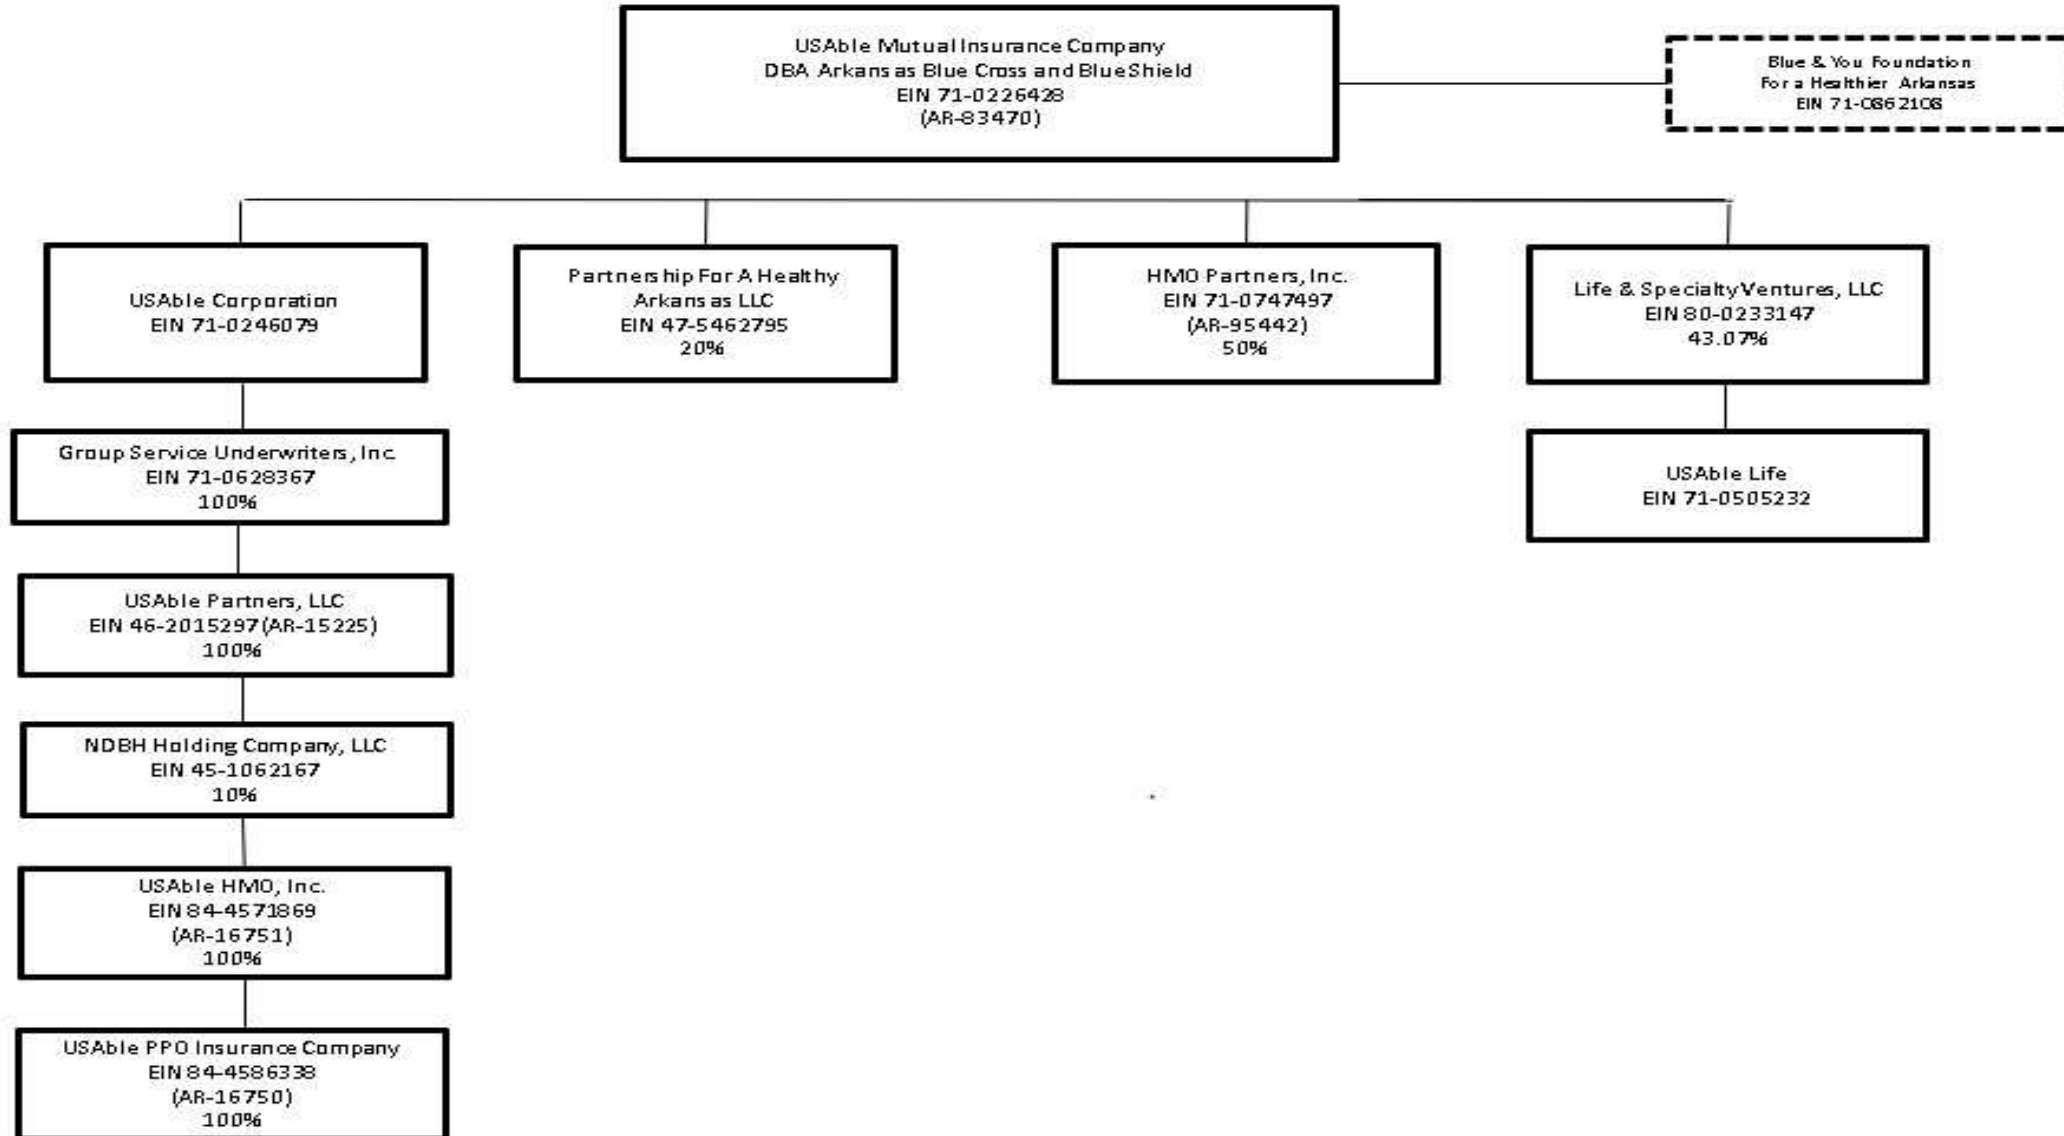 USAble Mutual Insurance Company
DBA Arkansas Blue Cross and Blue Shield
EIN 71-0226428
(AR-83470)
Blue & You Foundation
For a Healthier Arkansas
EIN 71-0862108
USAble Corporation
EIN 71-0246079
Partnership For A Healthy
Arkansas LLC
EIN 47-5462795
20%
HMO Partners, Inc.
EIN 71-0747497
(AR-95442)
50%
Life & Specialty Ventures, LLC
EIN 80-0233147
43.07%
Group Service Underwriters, Inc.
EIN 71-0628367
100%
USAble Life
EIN 71-0505232
USAble Partners, LLC
EIN 46-2015297 (AR-15225)
100%
NDBH Holding Company, LLC
EIN 45-1062167
10%
USAble HMO, Inc.
EIN 84-4571869
(AR-16751)
100%
USAble PPO Insurance Company
EIN 84-4586338
(AR-16750)
100%